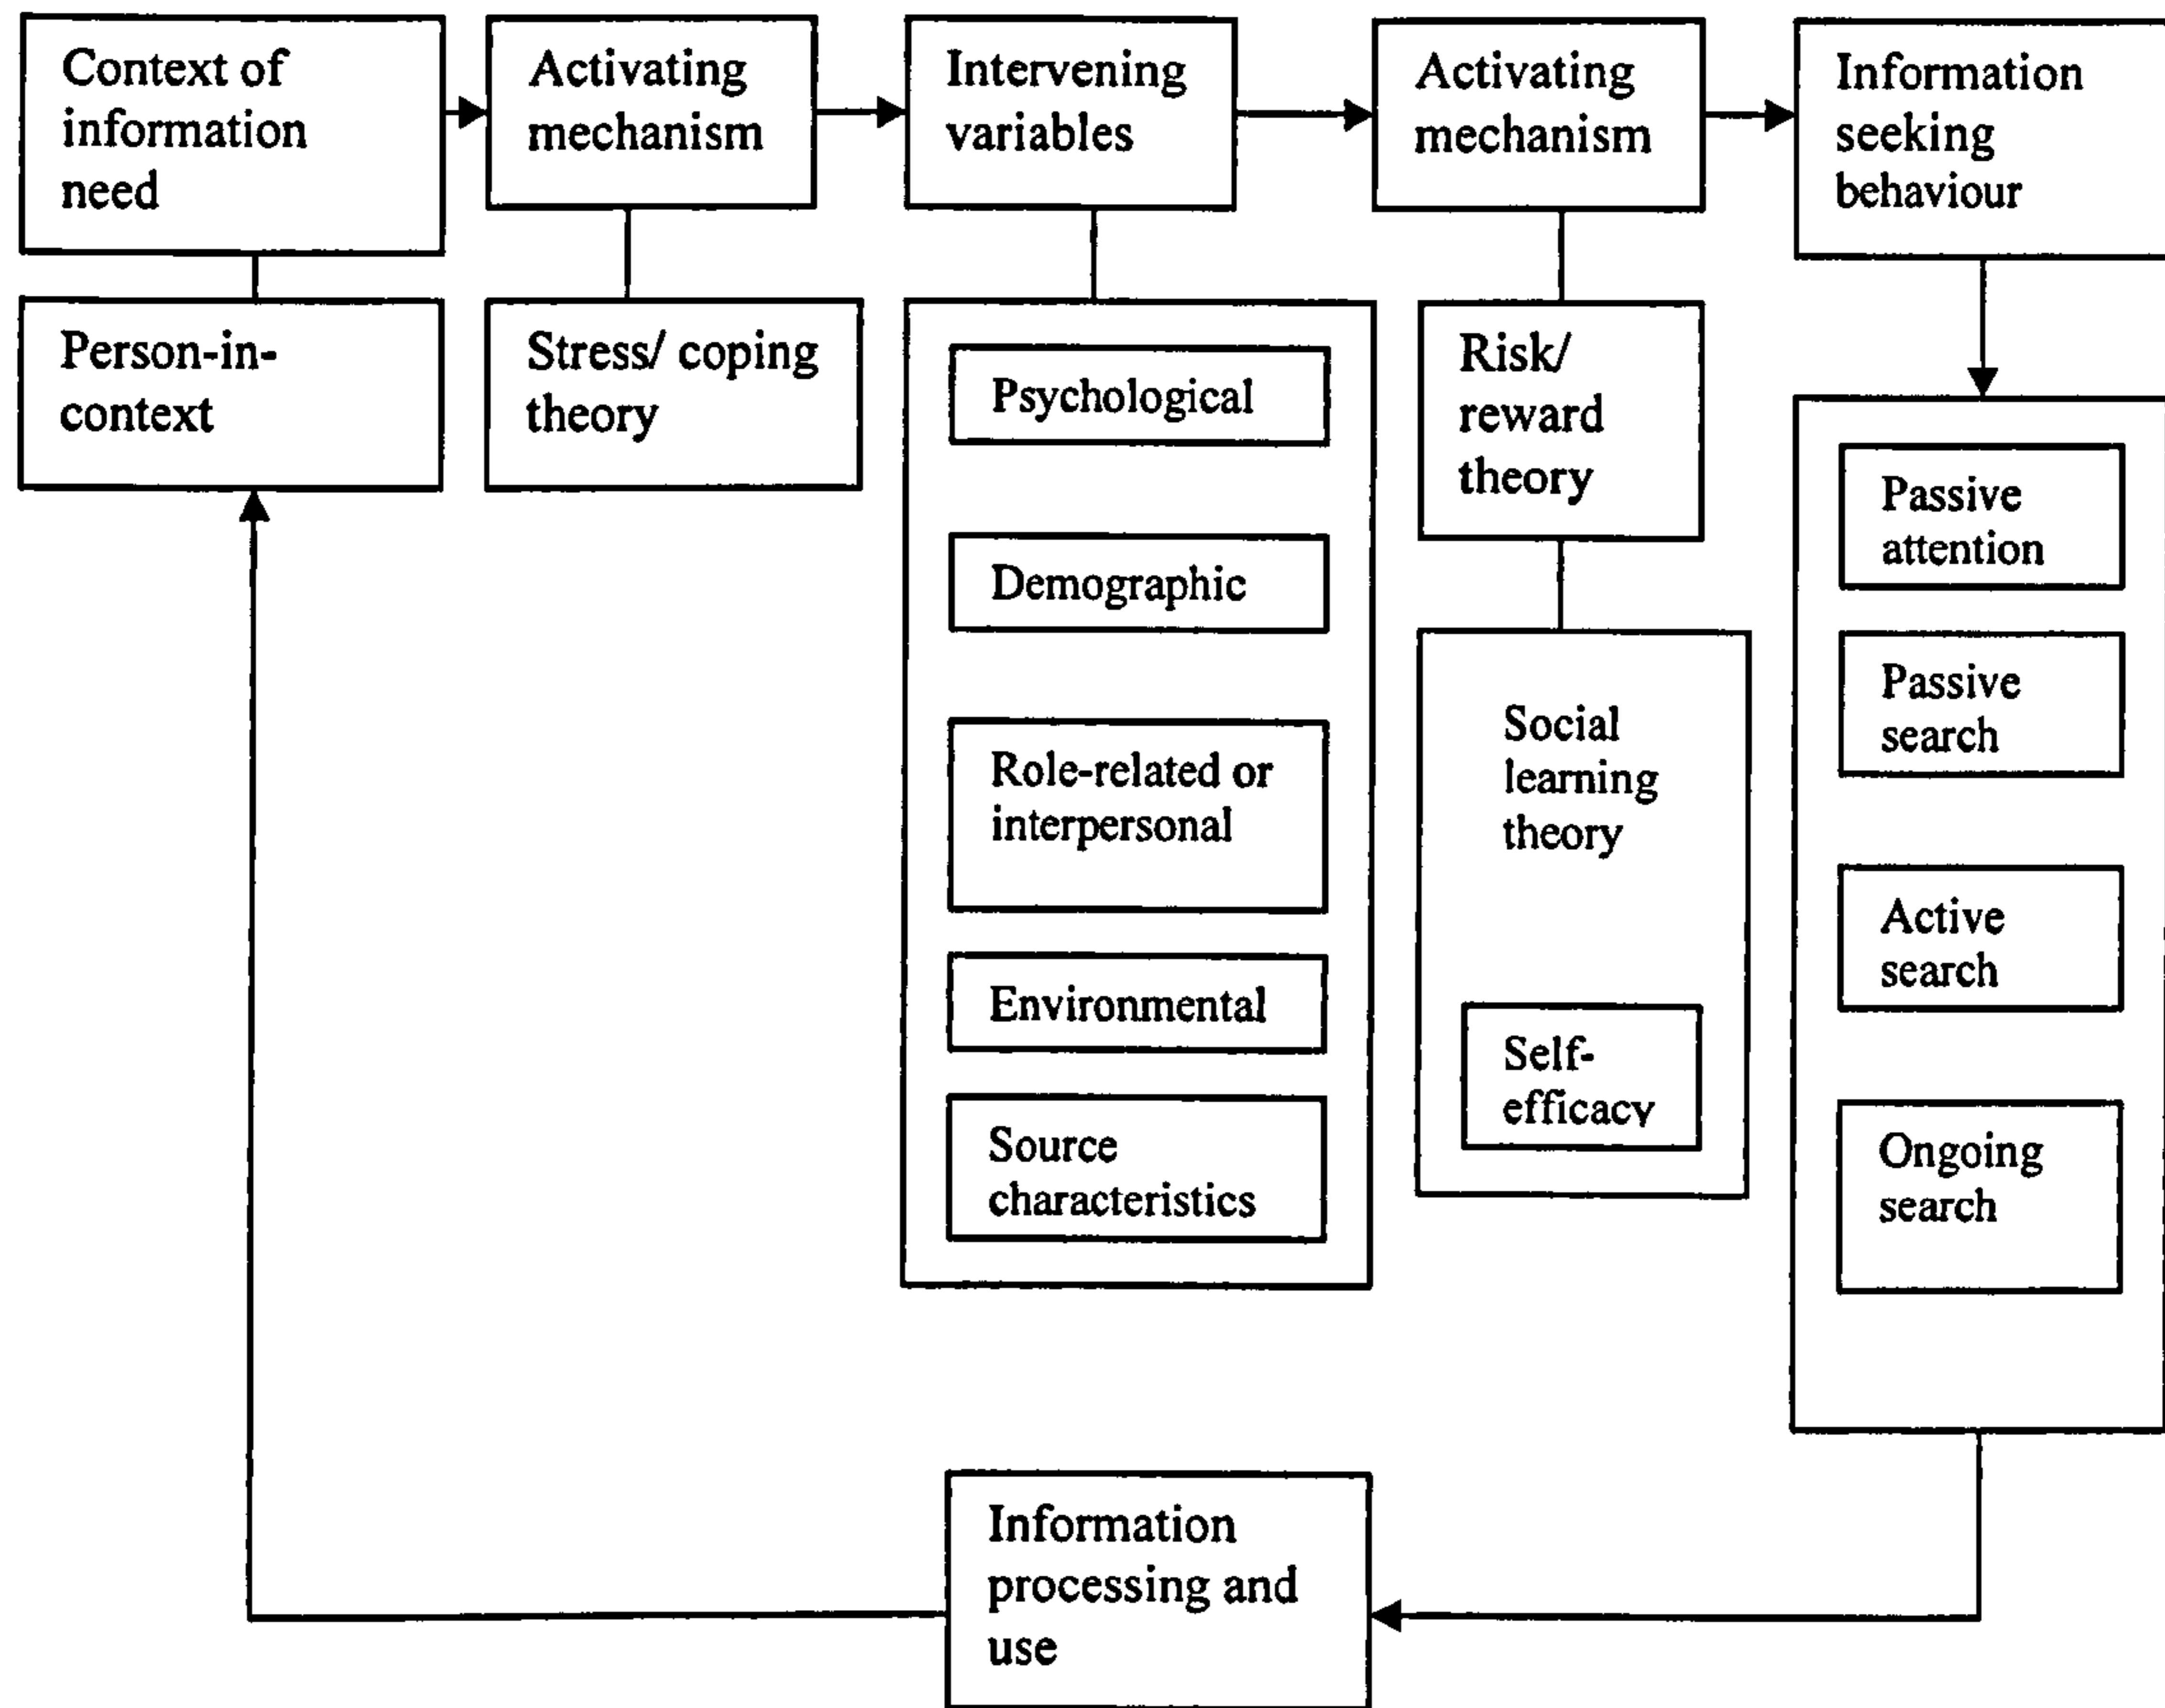 Context of
information
need
Activating
mechanism
Intervening
variables
Activating
mechanism
Information
seeking
behaviour
Person-in-
context
Stress/ coping
theory
Psychological
Demographic
Role-related or
interpersonal
Environmental
Source
characteristics
Risk/
reward
theory
Social
learning
theory
Self-
efficacy
Passive
attention
Passive
search
Active
search
Ongoing
search
Information
processing and
use